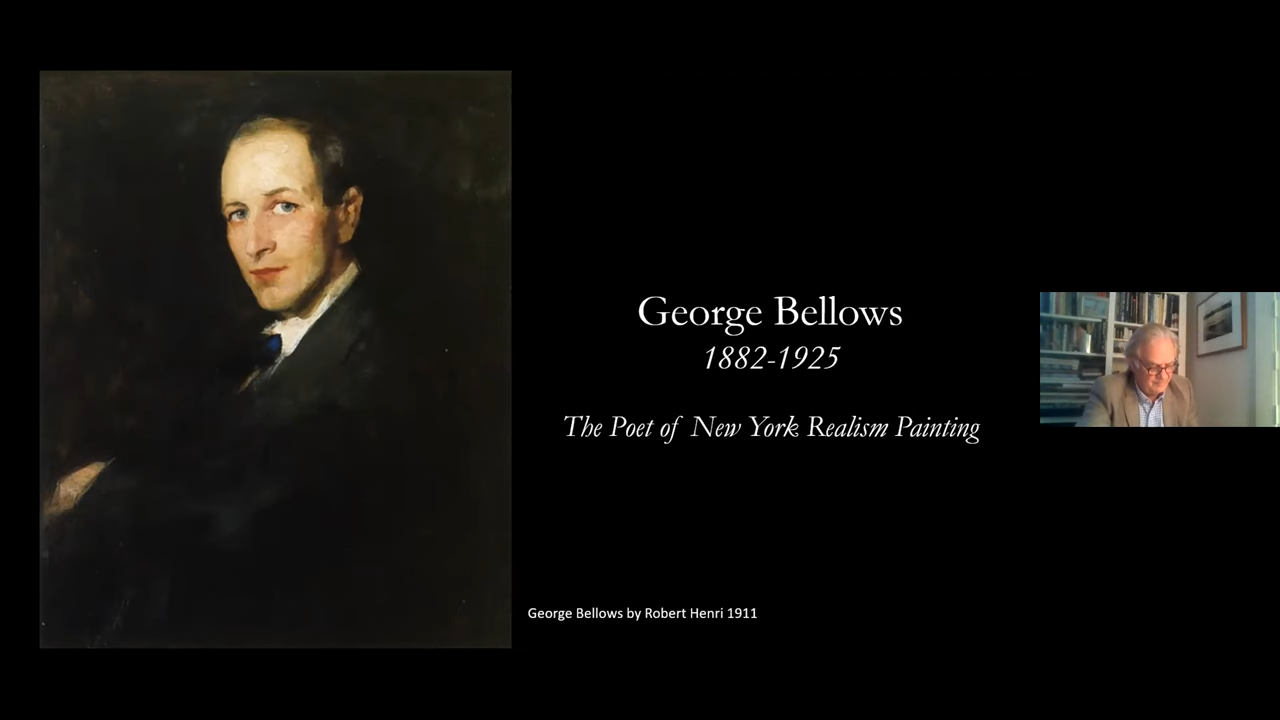 George Bellows
1882-1925
The Poet of New York Realism Painting
George Bellows by Robert Henri 1911